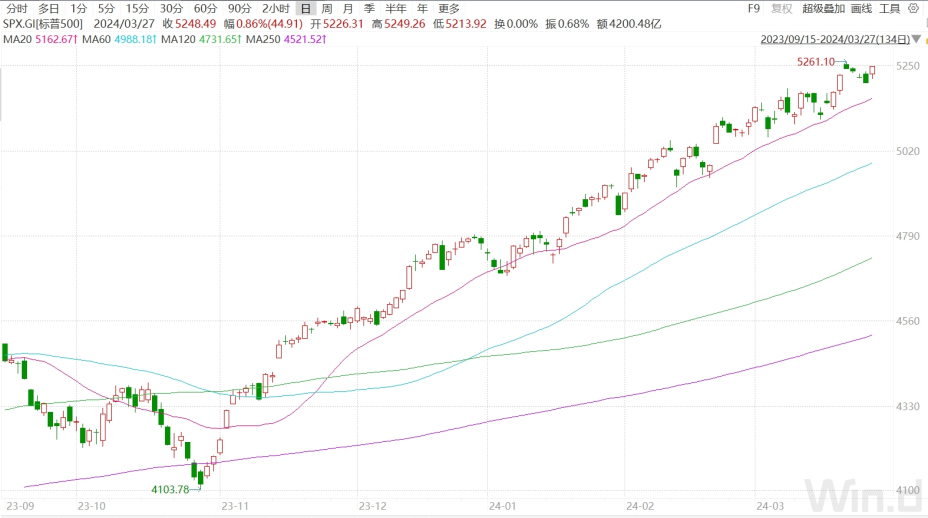 分时 多日 1分 5分 15分 30分 60分 90分 2小时 日 周 月 季 半年 年 更多 F9 复权 超级叠加 画线 工具
SPX.GI[标普500] 2024/03/27 收5248.49 幅0.86%(44.91) 开5226.31 高5249.26 低5213.92 换0.00% 振0.68% 额4200.48亿
MA20 5162.67↑ MA60 4988.18↑ MA120 4731.65↑ MA250 4521.52↑ 2023/09/15-2024/03/27(134日)▼
5261.10
5250
5020
4790
4560
4330
4103.78
4100
23-09 23-10 23-11 23-12 24-01 24-02 24-03
Win.d